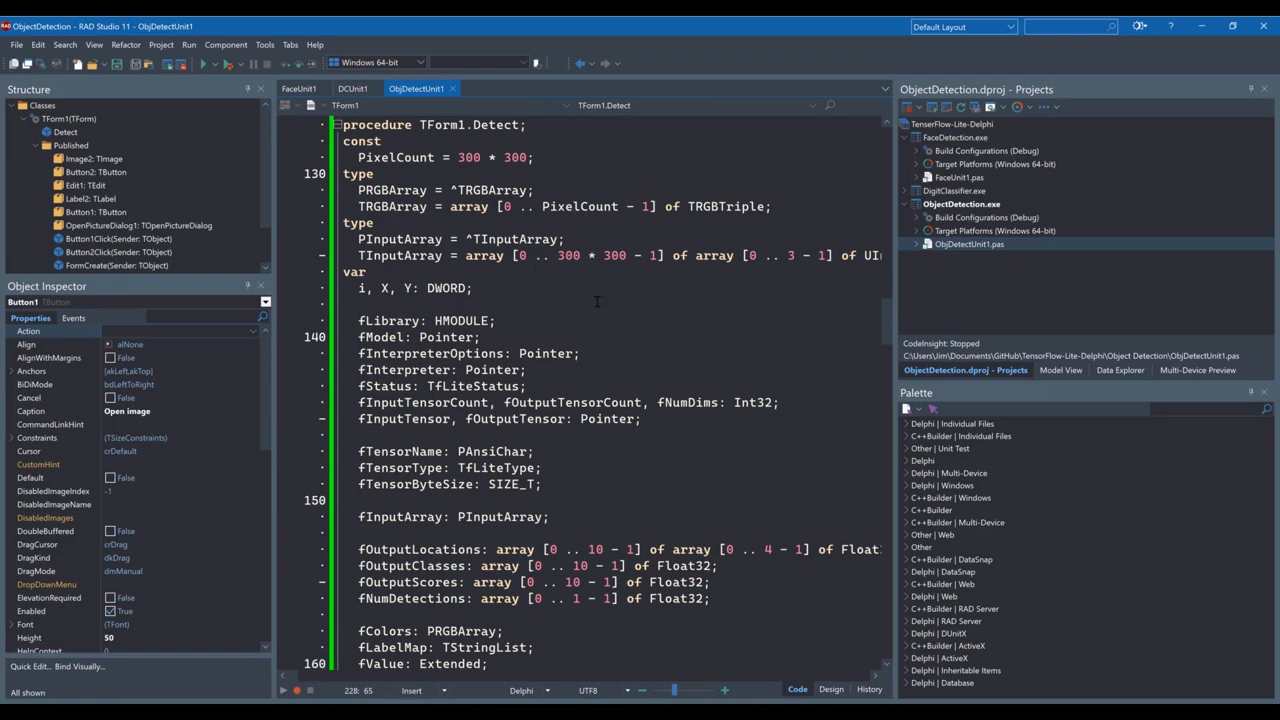 ObjectDetection - RAD Studio 11 - ObjDetectUnit1
Default Layout
File Edit Search View Refactor Project Run Component Tools Tabs Help
Windows 64-bit
Structure
Classes
TForm1(TForm)
Detect
Published
Image2: TImage
Button2: TButton
Edit1: TEdit
Label2: TLabel
Button1: TButton
OpenPictureDialog1: TOpenPictureDialog
Button1Click(Sender: TObject)
Button2Click(Sender: TObject)
FormCreate(Sender: TObject)
Object Inspector
Button1 TButton
Properties Events
Action
Align alNone
AlignWithMargins False
Anchors [akLeft,akTop]
BiDiMode bdLeftToRight
Cancel False
Caption Open image
CommandLinkHint
Constraints (TSizeConstraints)
Cursor crDefault
CustomHint
Default False
DisabledImageIndex -1
DisabledImageName
DisabledImages
DoubleBuffered False
DragCursor crDrag
DragKind dkDrag
DragMode dmManual
DropDownMenu
ElevationRequired False
Enabled True
Font (TFont)
Height 50
HelpContext 0
Quick Edit... Bind Visually...
All shown
FaceUnit1 DCUnit1 ObjDetectUnit1
TForm1 TForm1.Detect
procedure TForm1.Detect;
const
PixelCount = 300 * 300;
130 type
PRGBArray = ^TRGBArray;
TRGBArray = array [0 .. PixelCount - 1] of TRGBTriple;
type
PInputArray = ^TInputArray;
TInputArray = array [0 .. 300 * 300 - 1] of array [0 .. 3 - 1] of UIn
var
i, X, Y: DWORD;
fLibrary: HMODULE;
140 fModel: Pointer;
fInterpreterOptions: Pointer;
fInterpreter: Pointer;
fStatus: TfLiteStatus;
fInputTensorCount, fOutputTensorCount, fNumDims: Int32;
fInputTensor, fOutputTensor: Pointer;
fTensorName: PAnsiChar;
fTensorType: TfLiteType;
fTensorByteSize: SIZE_T;
150
fInputArray: PInputArray;
fOutputLocations: array [0 .. 10 - 1] of array [0 .. 4 - 1] of Float3
fOutputClasses: array [0 .. 10 - 1] of Float32;
fOutputScores: array [0 .. 10 - 1] of Float32;
fNumDetections: array [0 .. 1 - 1] of Float32;
fColors: PRGBArray;
fLabelMap: TStringList;
160 fValue: Extended;
228: 65 Insert Delphi UTF8 Code Design History
ObjectDetection.dproj - Projects
TenserFlow-Lite-Delphi
FaceDetection.exe
Build Configurations (Debug)
Target Platforms (Windows 64-bit)
FaceUnit1.pas
DigitClassifier.exe
ObjectDetection.exe
Build Configurations (Debug)
Target Platforms (Windows 64-bit)
ObjDetectUnit1.pas
CodeInsight: Stopped
C:\Users\Jim\Documents\GitHub\TensorFlow-Lite-Delphi\Object Detection\ObjDetectUnit1.pas
ObjectDetection.dproj - Projects Model View Data Explorer Multi-Device Preview
Palette
Delphi | Individual Files
C++Builder | Individual Files
Other | Unit Test
Delphi
Delphi | Multi-Device
Delphi | Windows
C++Builder | Windows
C++Builder
C++Builder | Multi-Device
Other | Web
Other
C++Builder | DataSnap
Delphi | DataSnap
C++Builder | Web
Delphi | Web
C++Builder | RAD Server
Delphi | RAD Server
Delphi | DUnitX
C++Builder | ActiveX
Delphi | ActiveX
Delphi | Inheritable Items
Delphi | Database